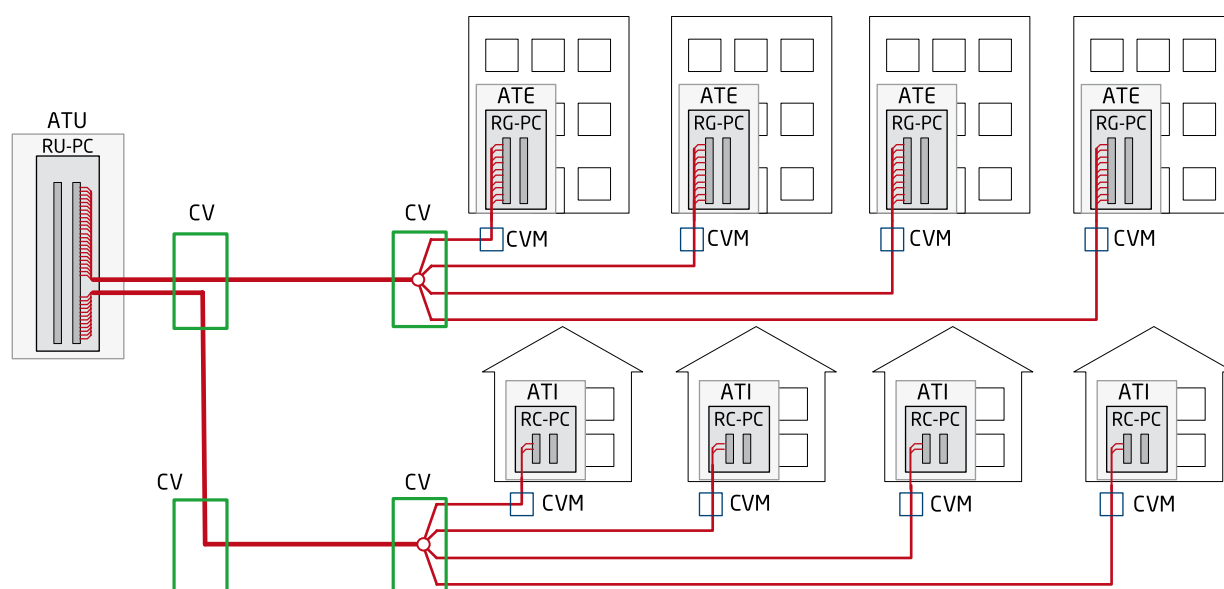 ATE ATE ATE ATE
RG-PC RG-PC RG-PC RG-PC
ATU
RU-PC
CV CV
CVM CVM CVM CVM
ATI ATI ATI ATI
RC-PC RC-PC RC-PC RC-PC
CV CV
CVM CVM CVM CVM